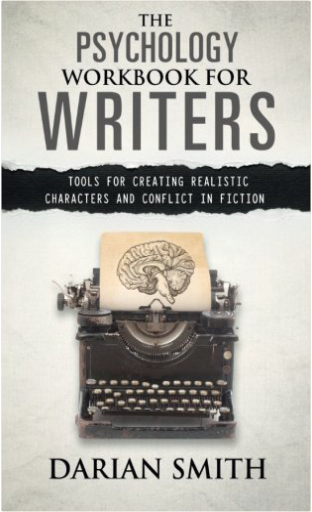 THE
PSYCHOLOGY
WORKBOOK FOR
WRITERS
TOOLS FOR CREATING REALISTIC
CHARACTERS AND CONFLICT IN FICTION
DARIAN SMITH